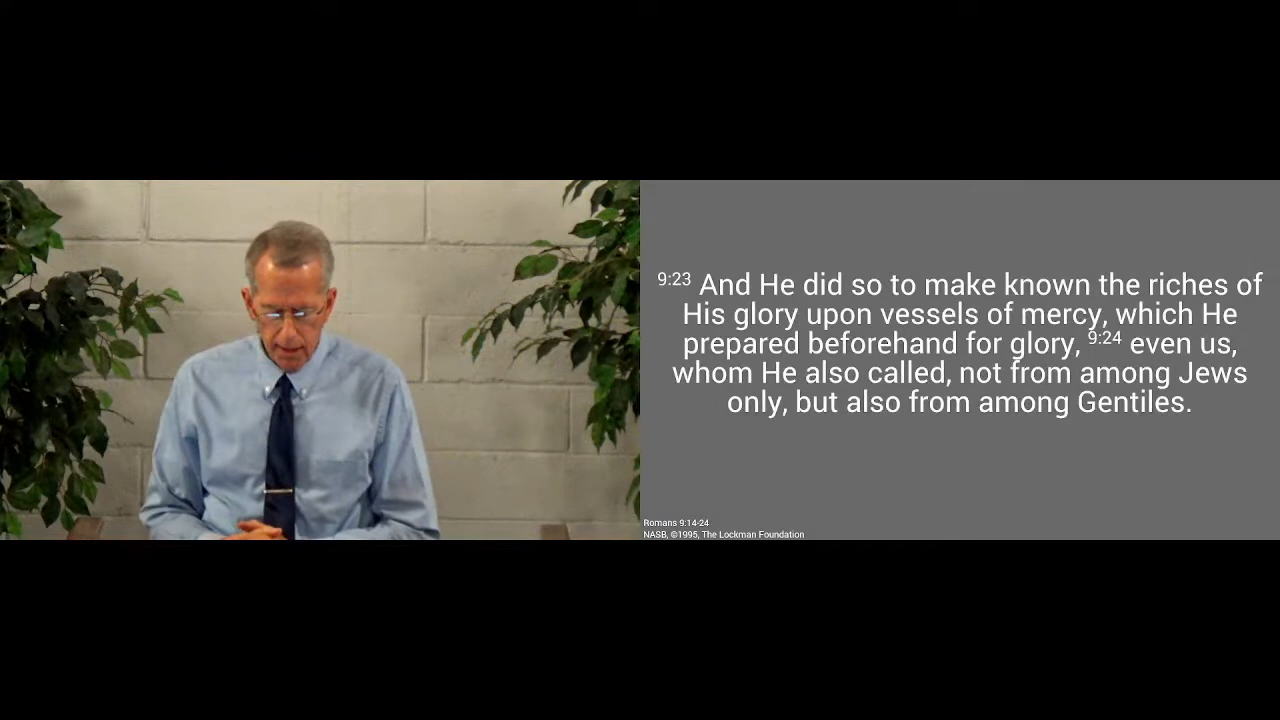 9:23 And He did so to make known the riches of
His glory upon vessels of mercy, which He
prepared beforehand for glory, 9:24 even us,
whom He also called, not from among Jews
only, but also from among Gentiles.
Romans 9:14-24
NASB, ©1995, The Lockman Foundation